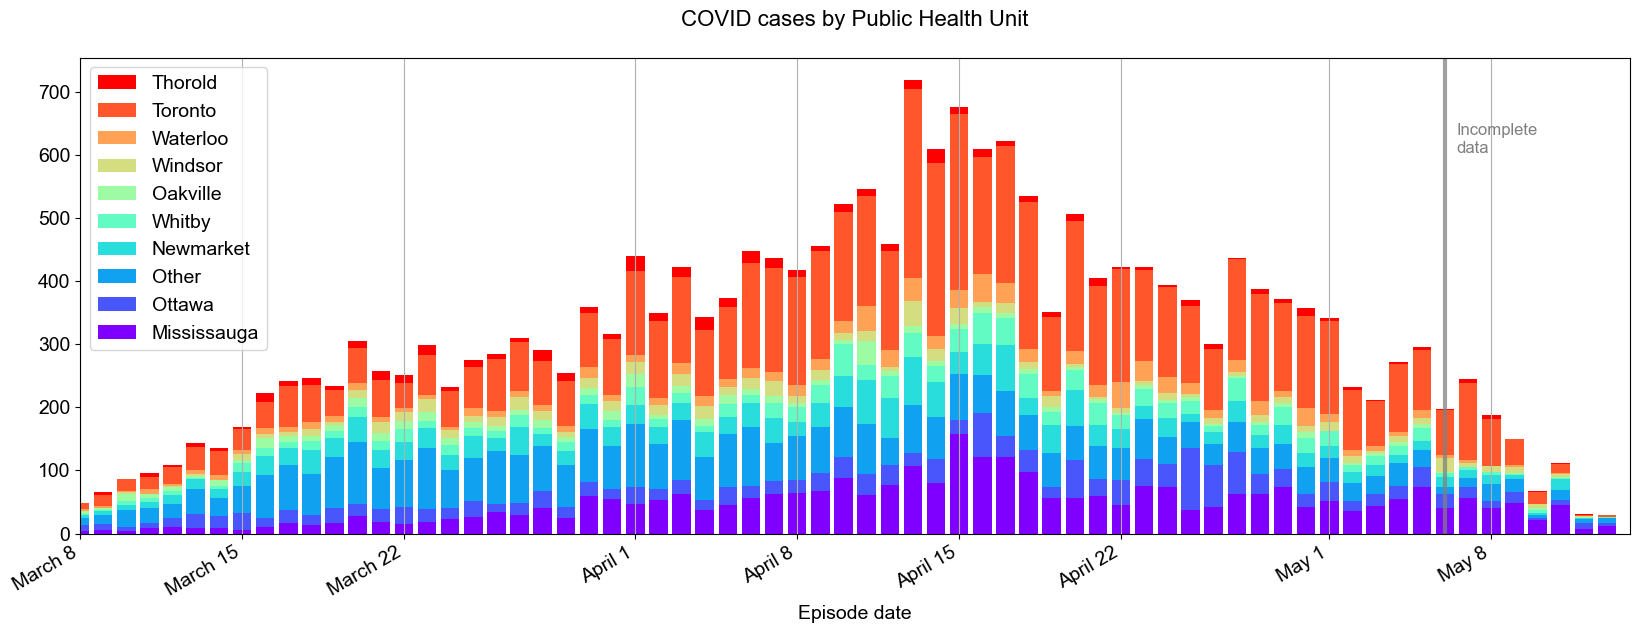 COVID cases by Public Health Unit
700
600
500
400
300
200
100
0
Thorold
Toronto
Waterloo
Windsor
Oakville
Whitby
Newmarket
Other
Ottawa
Mississauga
Incomplete
data
March 8
March 15
March 22
April 1
April 8
April 15
April 22
May 1
May 8
Episode date